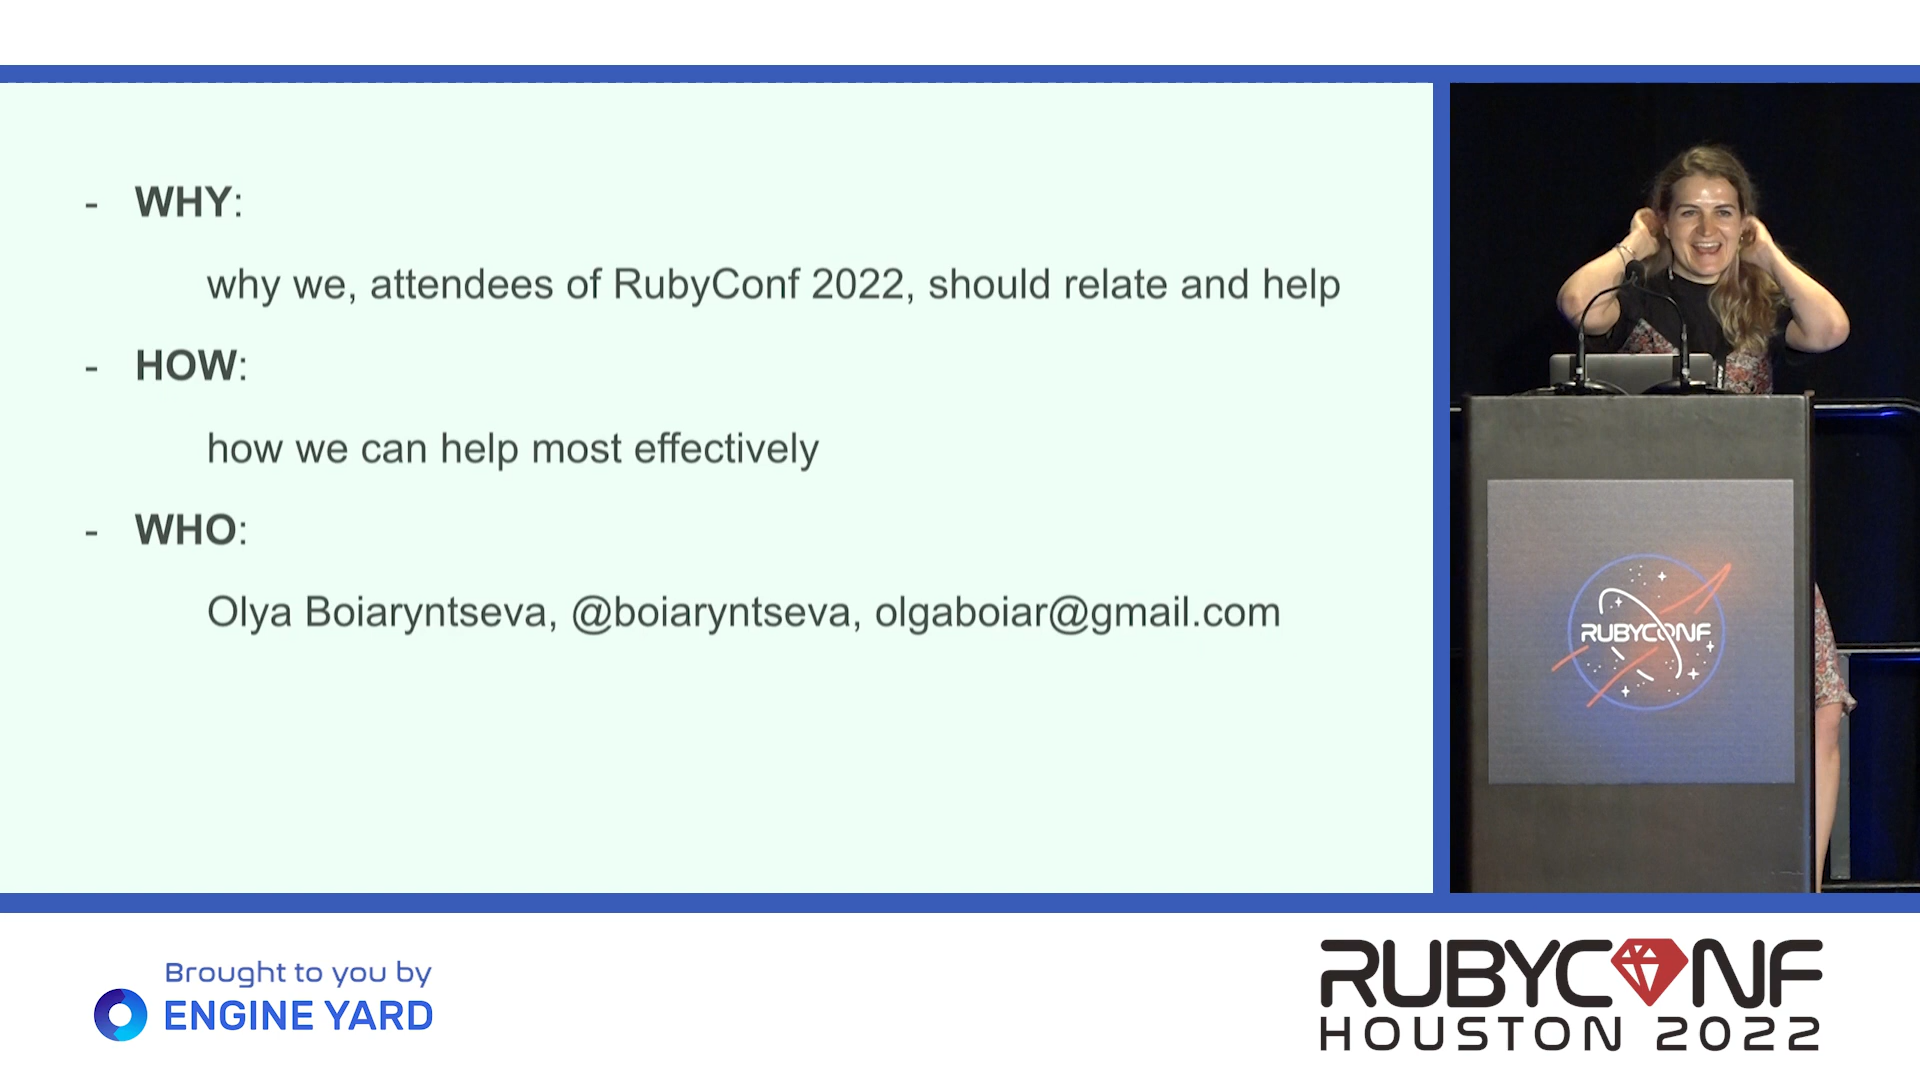 - WHY:
why we, attendees of RubyConf 2022, should relate and help
- HOW:
how we can help most effectively
- WHO:
Olya Boiaryntseva, @boiaryntseva, olgaboiar@gmail.com
RUBYCONF
Brought to you by
ENGINE YARD
RUBYCONF
HOUSTON 2022